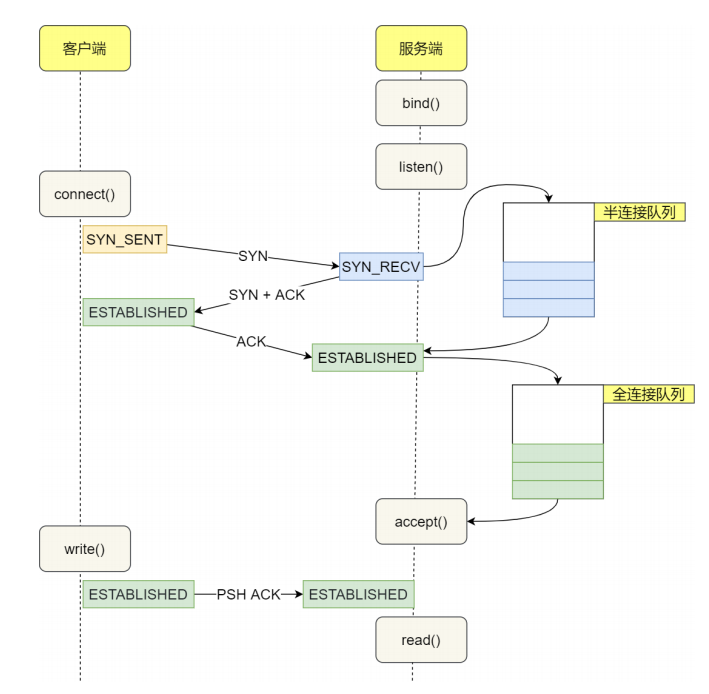 客户端
服务端
bind()
listen()
connect()
半连接队列
SYN_SENT
SYN
SYN_RECV
SYN + ACK
ESTABLISHED
ACK
ESTABLISHED
全连接队列
accept()
write()
ESTABLISHED
PSH ACK
ESTABLISHED
read()